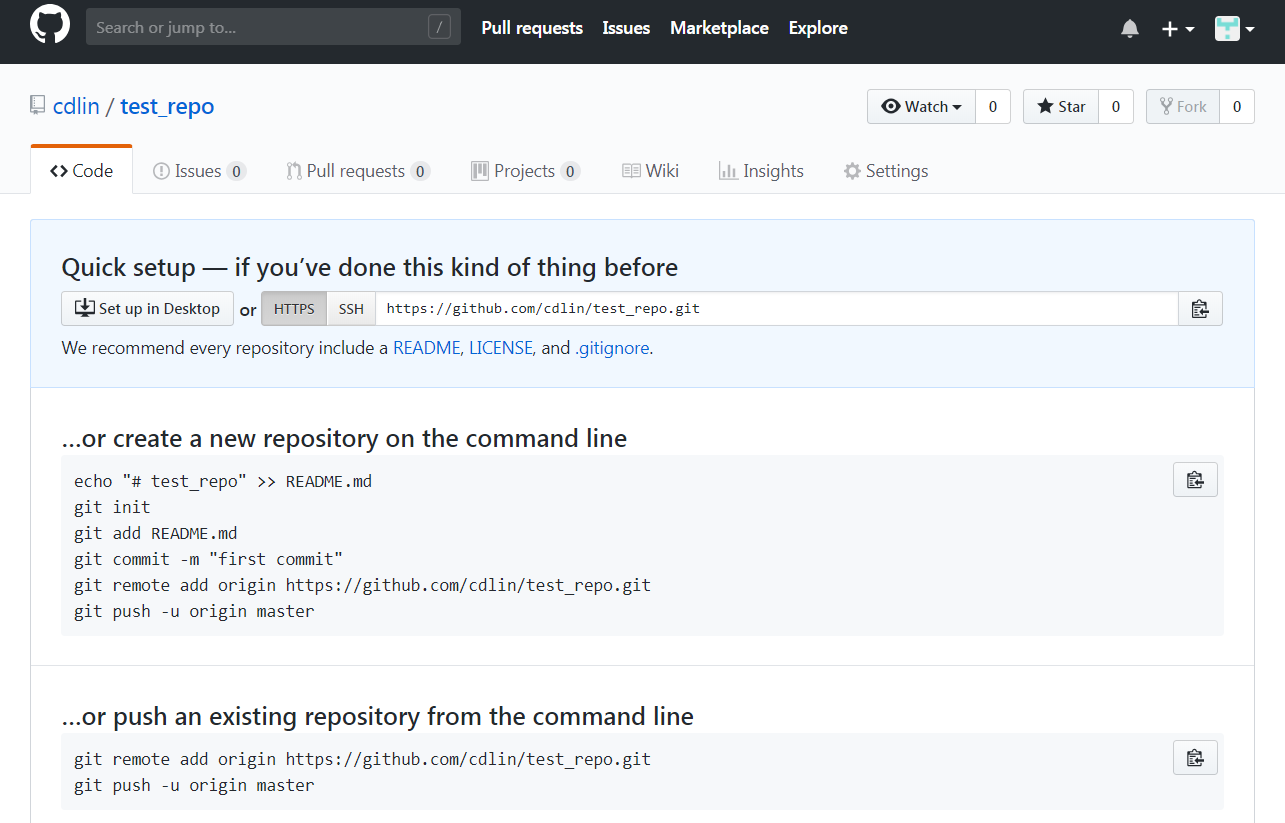 Search or jump to... /
Pull requests Issues Marketplace Explore
cdlin / test_repo
Watch 0 Star 0 Fork 0
Code Issues 0 Pull requests 0 Projects 0 Wiki Insights Settings
Quick setup — if you’ve done this kind of thing before
Set up in Desktop or HTTPS SSH https://github.com/cdlin/test_repo.git
We recommend every repository include a README, LICENSE, and .gitignore.
…or create a new repository on the command line
echo "# test_repo" >> README.md
git init
git add README.md
git commit -m "first commit"
git remote add origin https://github.com/cdlin/test_repo.git
git push -u origin master
…or push an existing repository from the command line
git remote add origin https://github.com/cdlin/test_repo.git
git push -u origin master